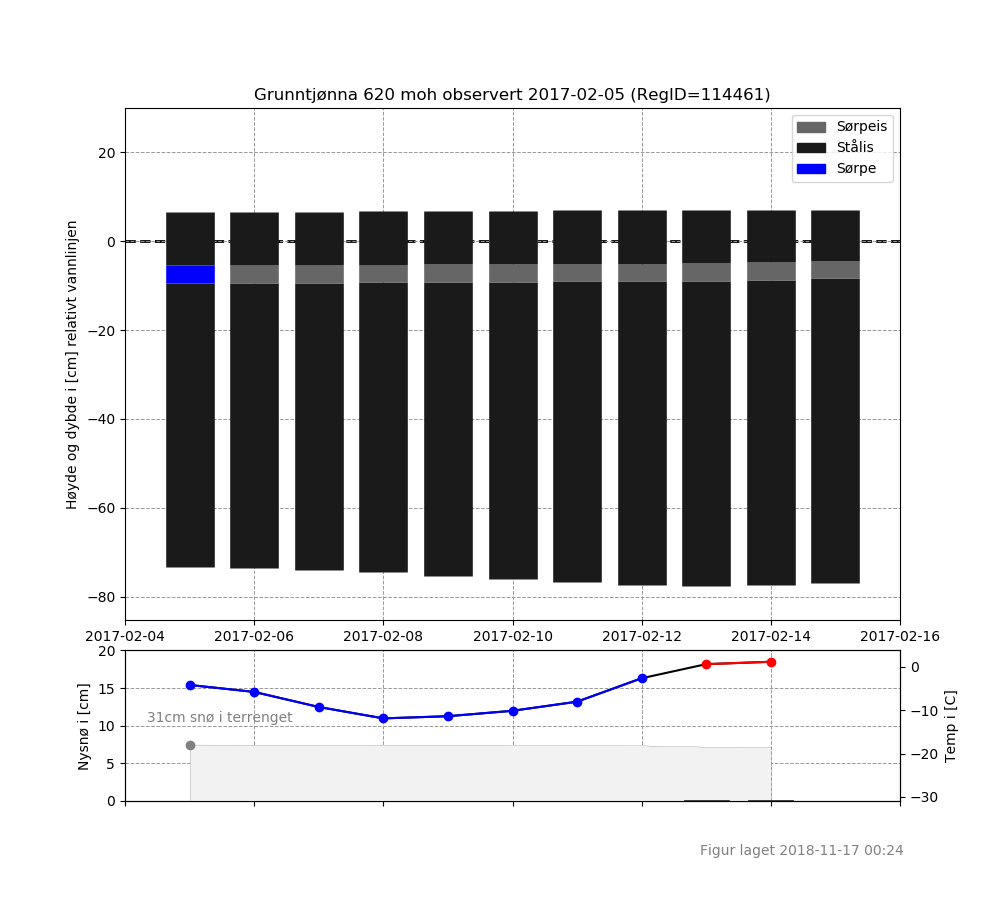 Grunntjønna 620 moh observert 2017-02-05 (RegID=114461)
Sørpeis
Stålis
Sørpe
Høyde og dybde i [cm] relativt vannlinjen
20
0
−20
−40
−60
−80
2017-02-04 2017-02-06 2017-02-08 2017-02-10 2017-02-12 2017-02-14 2017-02-16
Nysnø i [cm]
20
15
10
5
0
31cm snø i terrenget
0
−10
−20
−30
Temp i [C]
Figur laget 2018-11-17 00:24